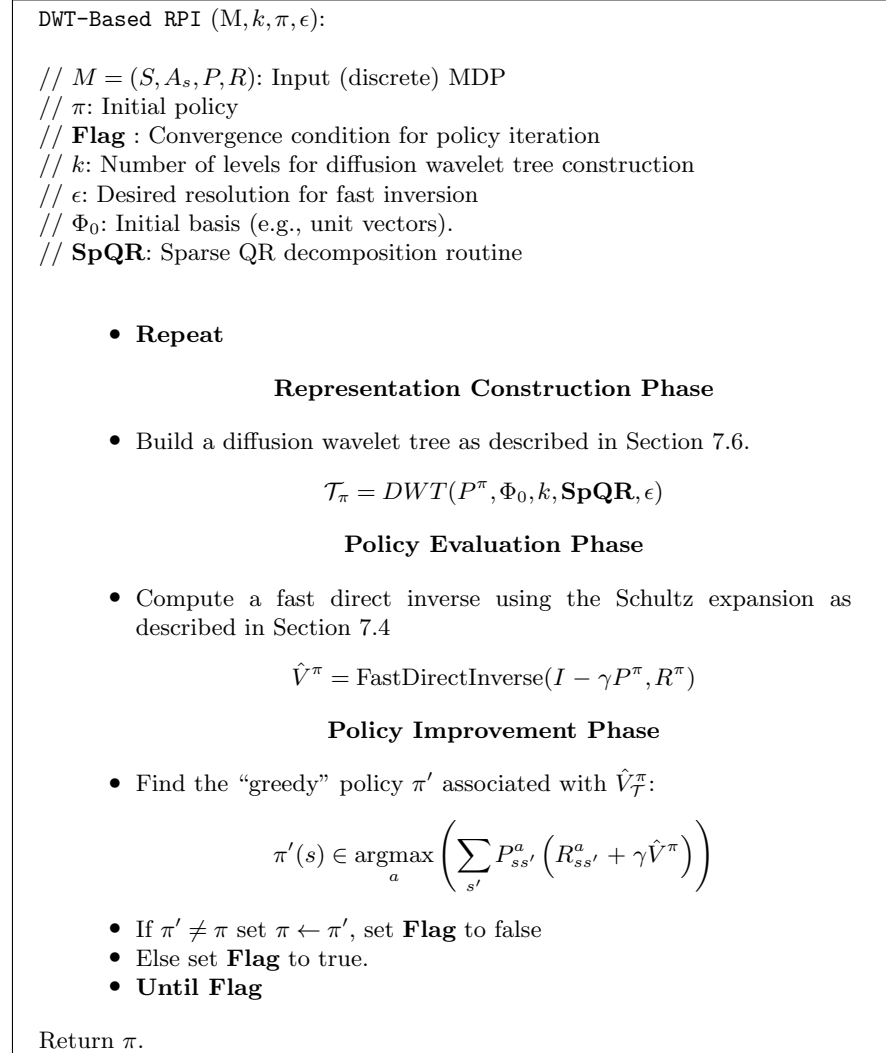 DWT-Based RPI (M, k, π, ϵ):
// M = (S, A_s, P, R): Input (discrete) MDP
// π: Initial policy
// Flag : Convergence condition for policy iteration
// k: Number of levels for diffusion wavelet tree construction
// ϵ: Desired resolution for fast inversion
// Φ_0: Initial basis (e.g., unit vectors).
// SpQR: Sparse QR decomposition routine
• Repeat
Representation Construction Phase
• Build a diffusion wavelet tree as described in Section 7.6.
𝒯_π = DWT(P^π, Φ_0, k, SpQR, ϵ)
Policy Evaluation Phase
• Compute a fast direct inverse using the Schultz expansion as
described in Section 7.4
V̂^π = FastDirectInverse(I − γP^π, R^π)
Policy Improvement Phase
• Find the “greedy” policy π′ associated with V̂^π_𝒯:
π′(s) ∈ argmax_a (∑_{s′} P^a_{ss′} (R^a_{ss′} + γV̂^π))
• If π′ ≠ π set π ← π′, set Flag to false
• Else set Flag to true.
• Until Flag
Return π.